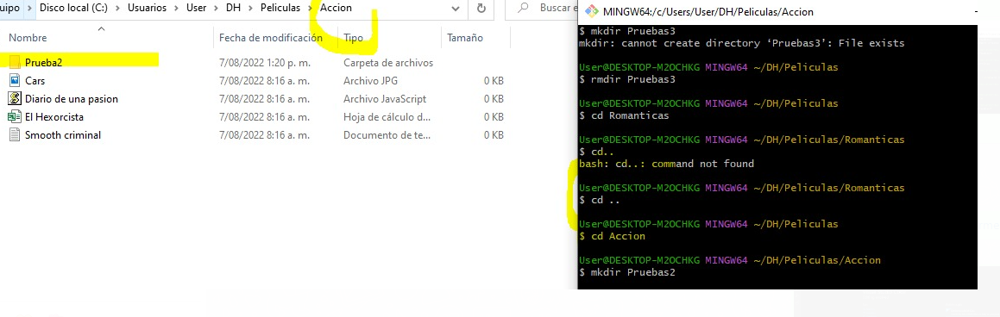 uipo › Disco local (C:) › Usuarios › User › DH › Peliculas › Accion
Buscar e
Nombre Fecha de modificación Tipo Tamaño
Prueba2 7/08/2022 1:20 p. m. Carpeta de archivos
Cars 7/08/2022 8:16 a. m. Archivo JPG 0 KB
Diario de una pasion 7/08/2022 8:16 a. m. Archivo JavaScript 0 KB
El Hexorcista 7/08/2022 8:16 a. m. Hoja de cálculo d... 0 KB
Smooth criminal 7/08/2022 8:16 a. m. Documento de te... 0 KB
MINGW64:/c/Users/User/DH/Peliculas/Accion
$ mkdir Pruebas3
mkdir: cannot create directory ‘Pruebas3’: File exists
User@DESKTOP-M2OCHKG MINGW64 ~/DH/Peliculas
$ rmdir Pruebas3
User@DESKTOP-M2OCHKG MINGW64 ~/DH/Peliculas
$ cd Romanticas
User@DESKTOP-M2OCHKG MINGW64 ~/DH/Peliculas/Romanticas
$ cd..
bash: cd..: command not found
User@DESKTOP-M2OCHKG MINGW64 ~/DH/Peliculas/Romanticas
$ cd ..
User@DESKTOP-M2OCHKG MINGW64 ~/DH/Peliculas
$ cd Accion
User@DESKTOP-M2OCHKG MINGW64 ~/DH/Peliculas/Accion
$ mkdir Pruebas2